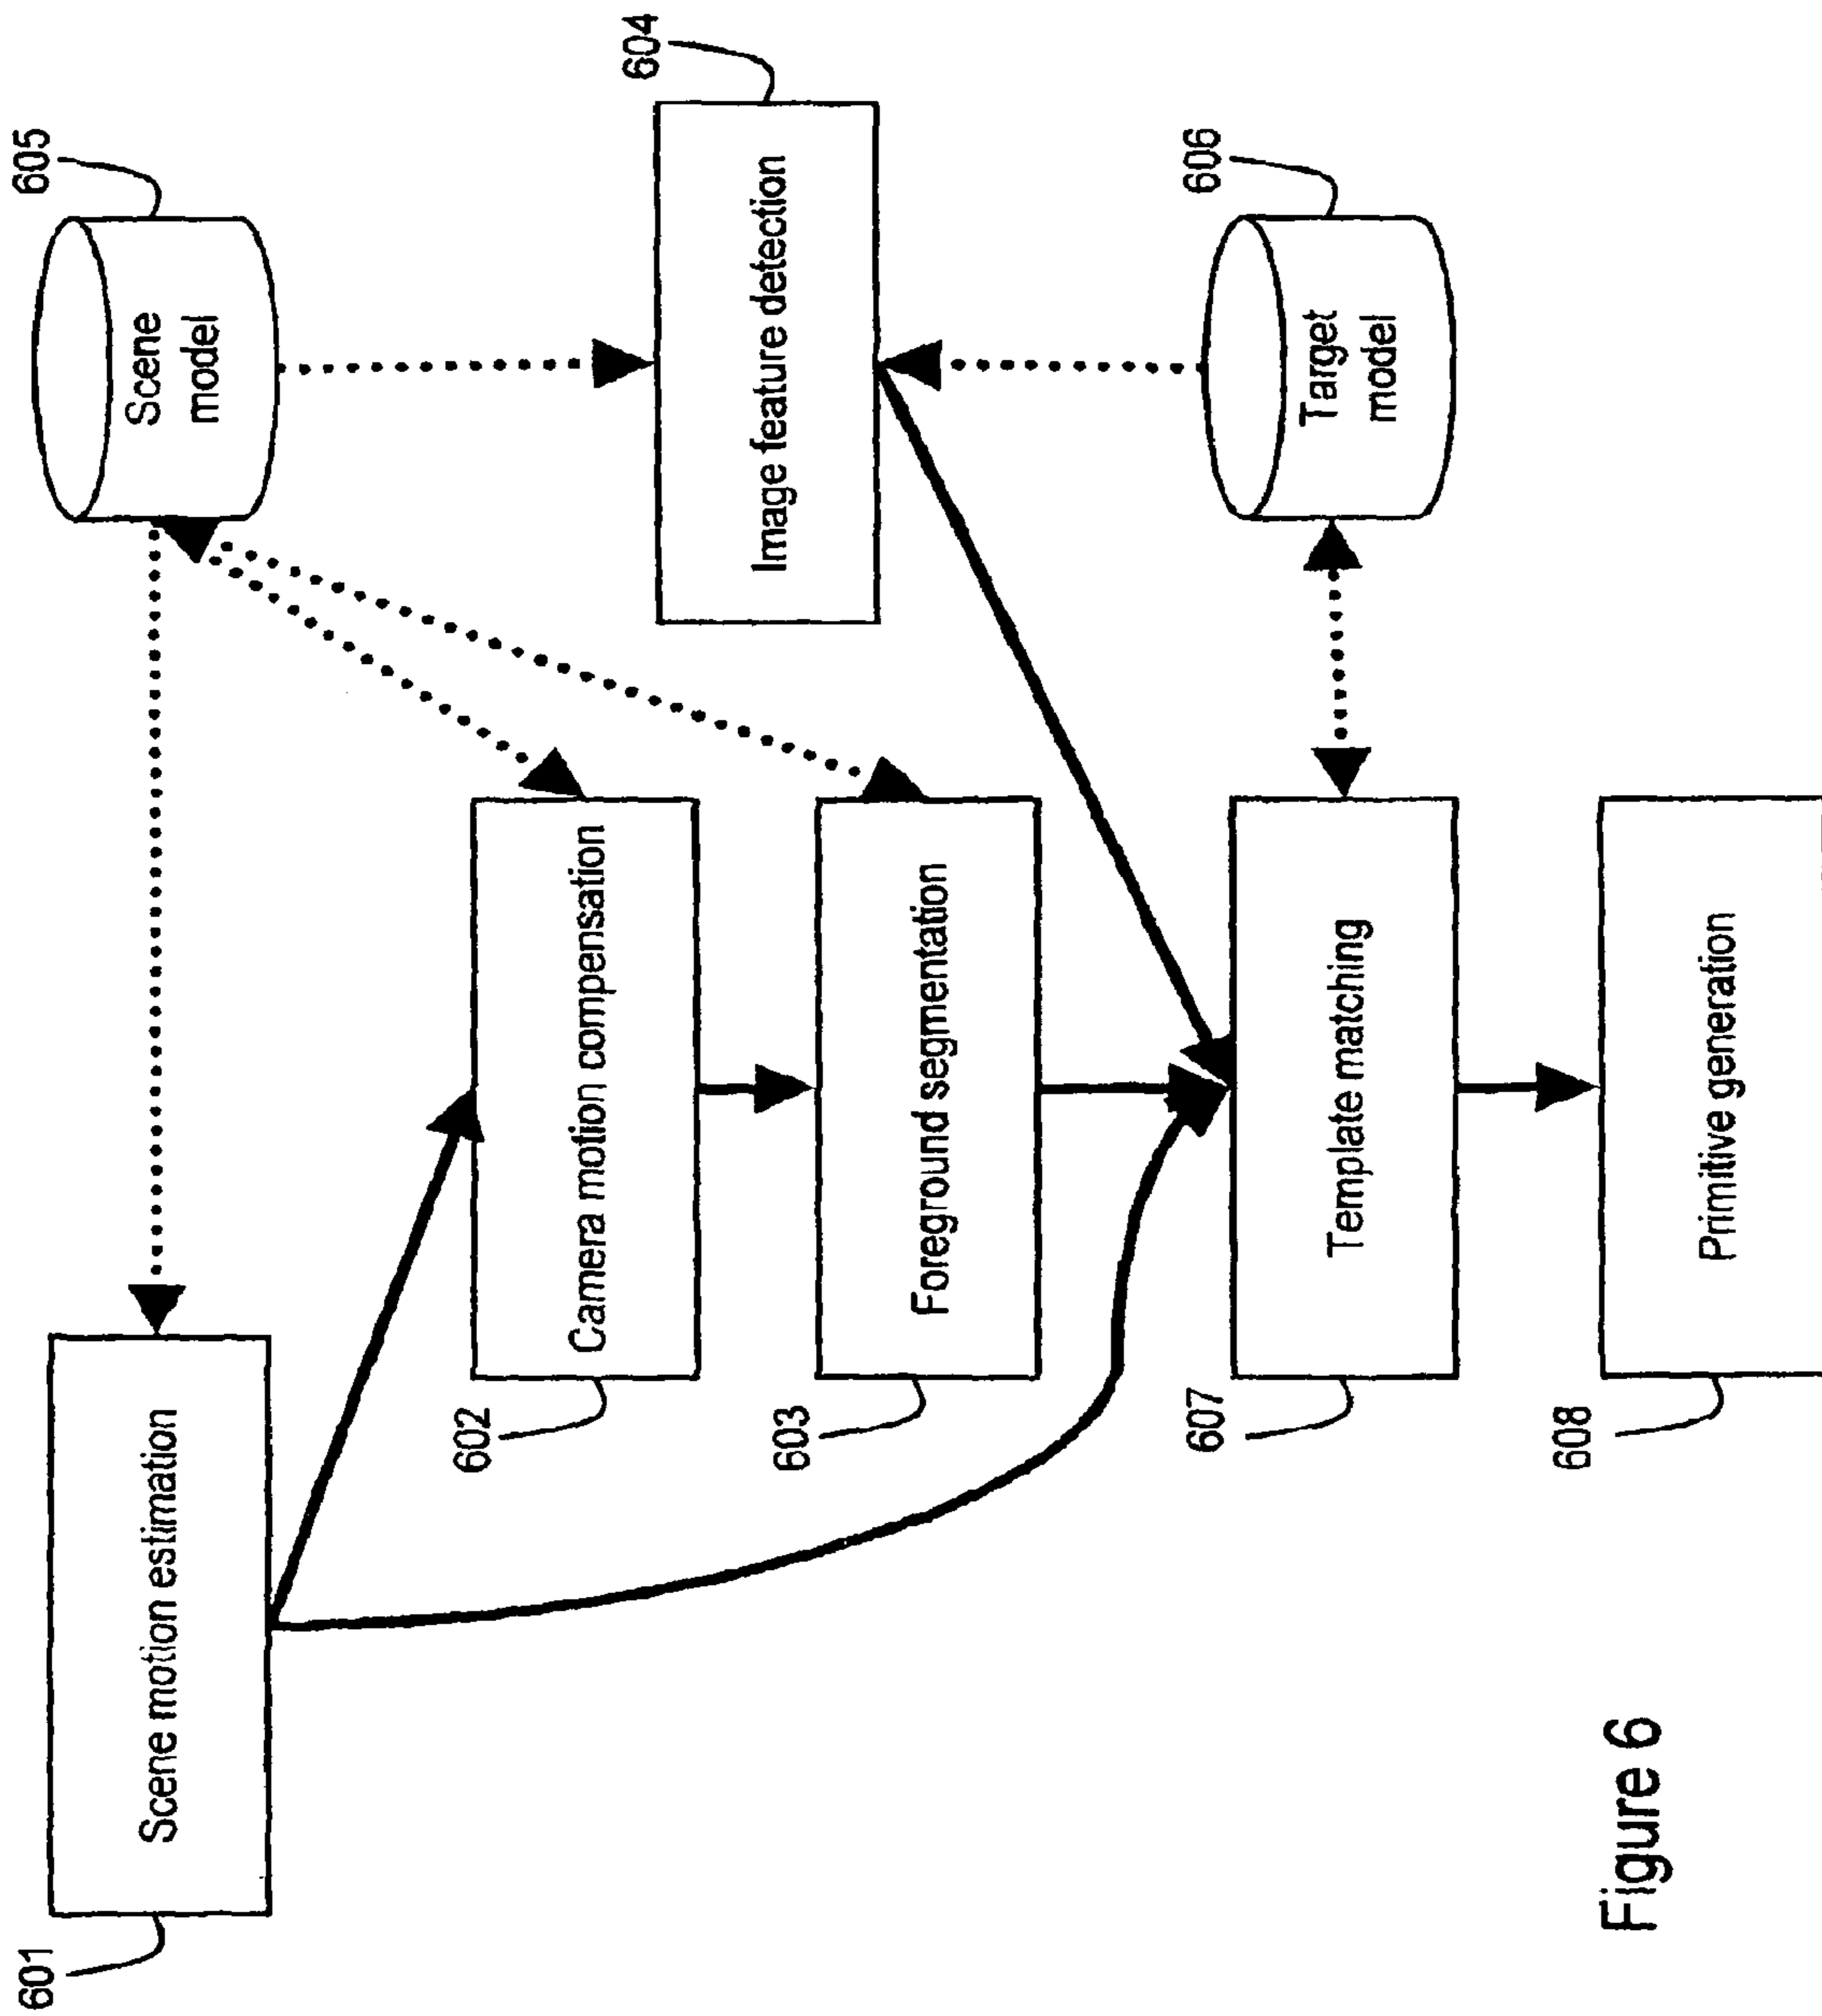 601
Scene motion estimation
605
Scene
model
602
Camera motion compensation
604
Image feature detection
603
Foreground segmentation
607
Template matching
606
Target
model
608
Primitive generation
Figure 6